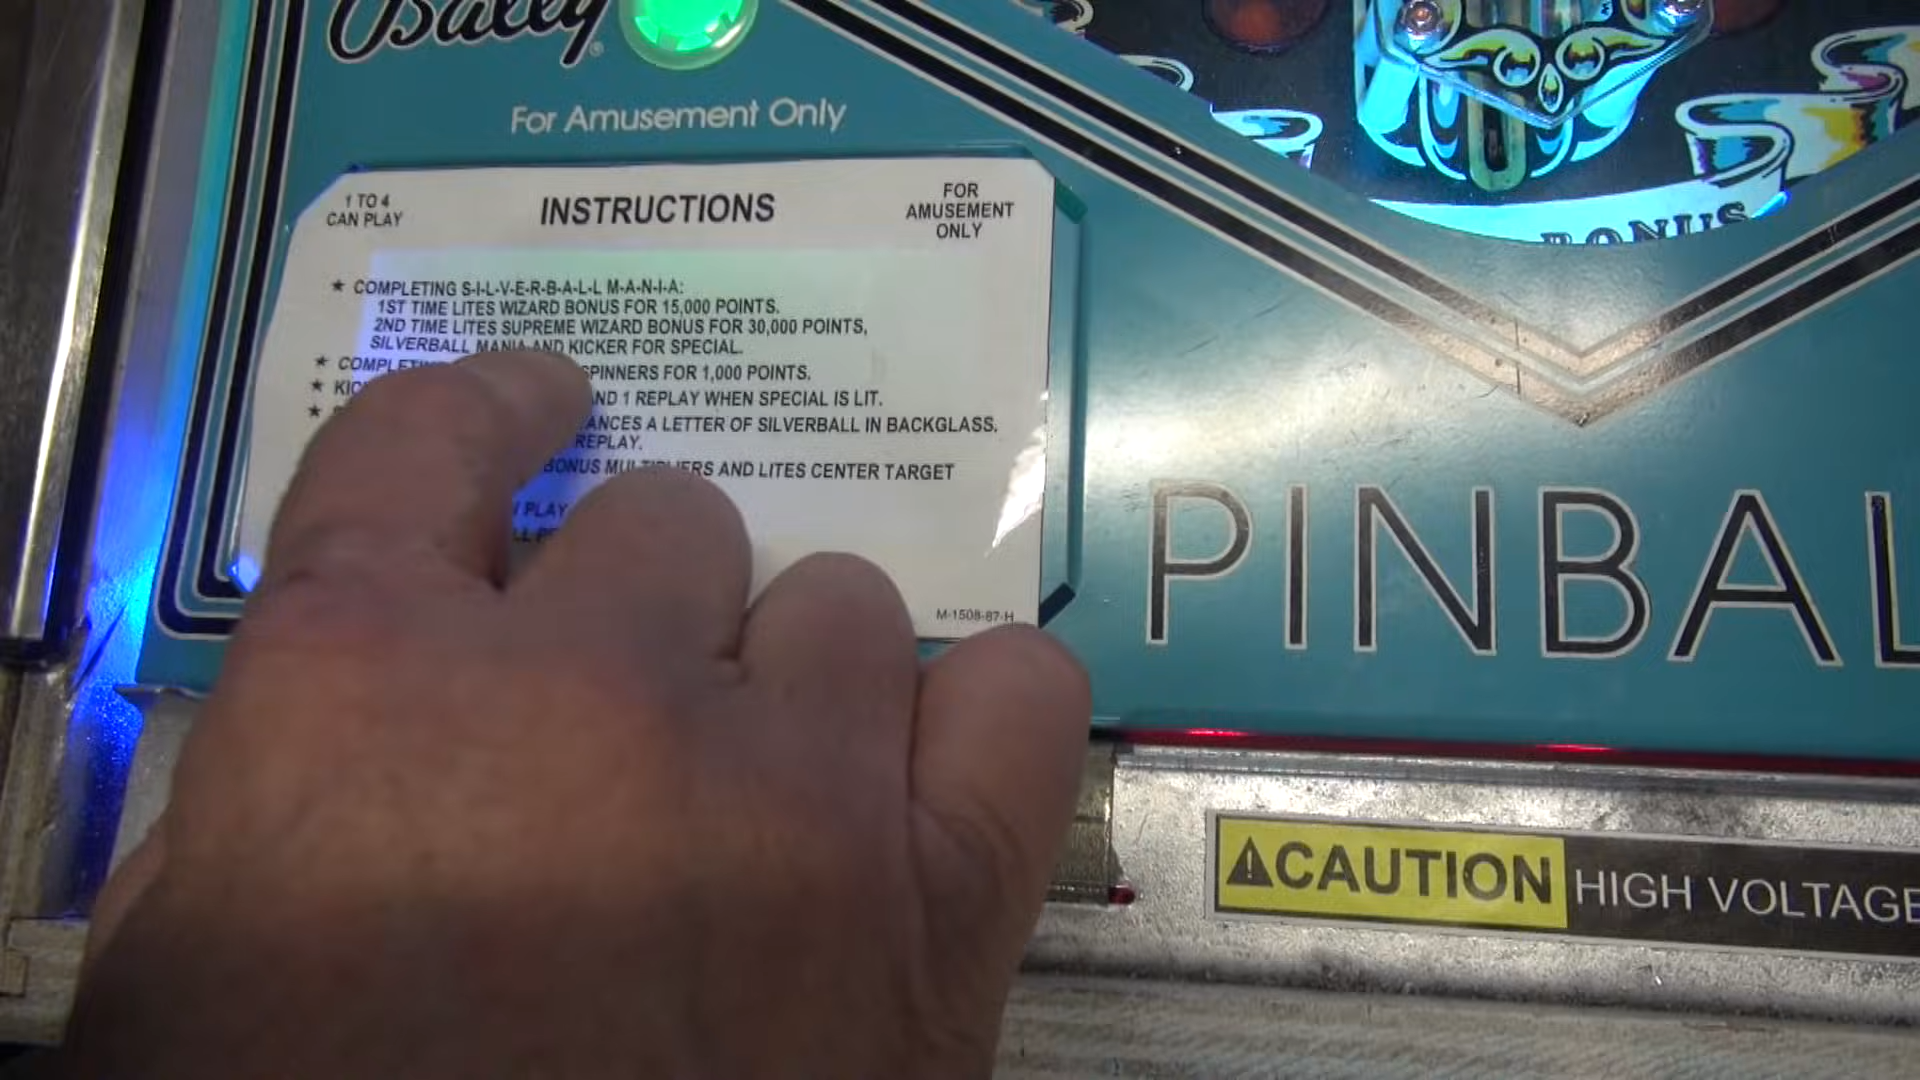 Bally®
For Amusement Only
1 TO 4
CAN PLAY
INSTRUCTIONS
FOR
AMUSEMENT
ONLY
★ COMPLETING S-I-L-V-E-R-B-A-L-L M-A-N-I-A:
1ST TIME LITES WIZARD BONUS FOR 15,000 POINTS.
2ND TIME LITES SUPREME WIZARD BONUS FOR 30,000 POINTS,
SILVERBALL MANIA AND KICKER FOR SPECIAL.
★ SPINNERS FOR 1,000 POINTS.
★ 1 REPLAY WHEN SPECIAL IS LIT.
★ A LETTER OF SILVERBALL IN BACKGLASS.
REPLAY.
BONUS MULTIPLIERS AND LITES CENTER TARGET
PLAY
M-1508-87-H
BONUS
PINBAL
⚠CAUTION HIGH VOLTAGE